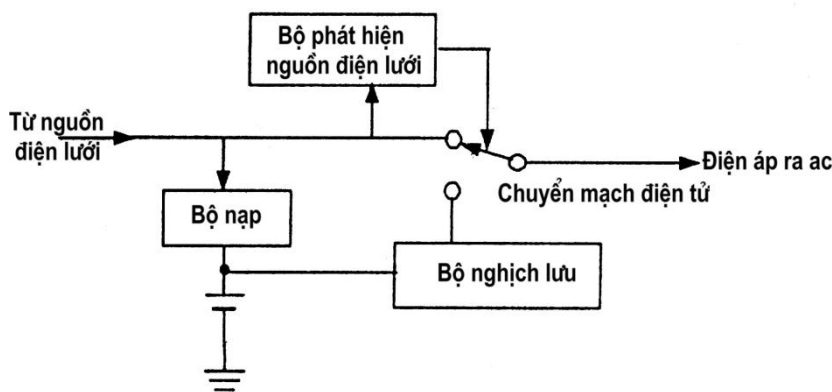 Bộ phát hiện
nguồn điện lưới
Từ nguồn
điện lưới
Điện áp ra ac
Chuyển mạch điện tử
Bộ nạp
Bộ nghịch lưu